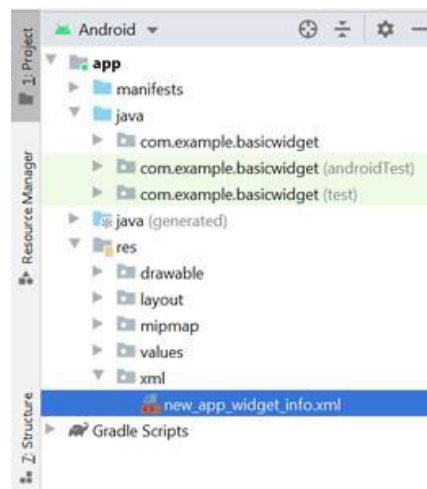 1: Project
Resource Manager
Z: Structure
Android
app
manifests
java
com.example.basicwidget
com.example.basicwidget (androidTest)
com.example.basicwidget (test)
java (generated)
res
drawable
layout
mipmap
values
xml
new_app_widget_info.xml
Gradle Scripts